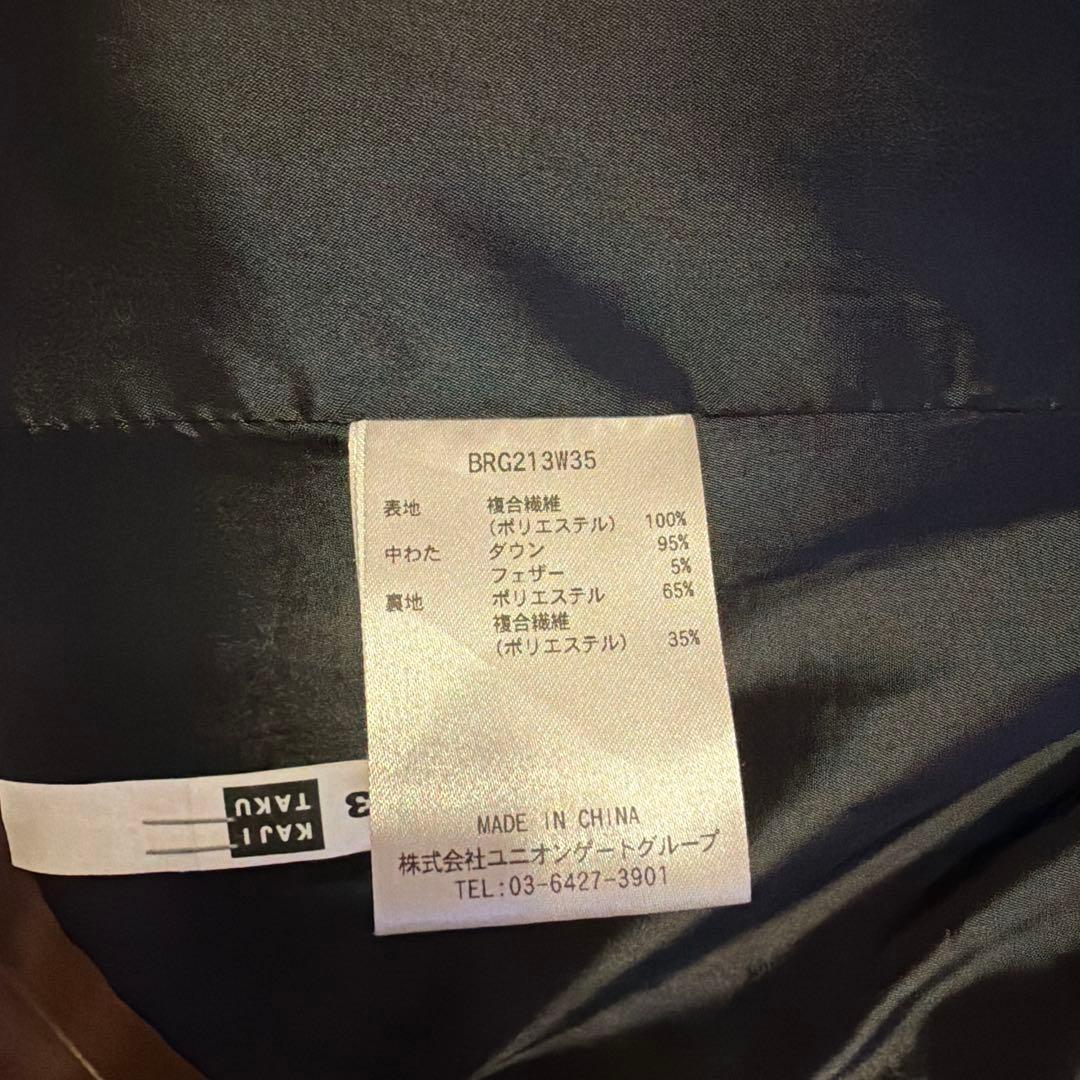 BRG213W35
表地 複合繊維
(ポリエステル) 100%
中わた ダウン 95%
フェザー 5%
裏地 ポリエステル 65%
複合繊維
(ポリエステル) 35%
MADE IN CHINA
株式会社ユニオンゲートグループ
TEL:03-6427-3901
KAJI
TAKU
3